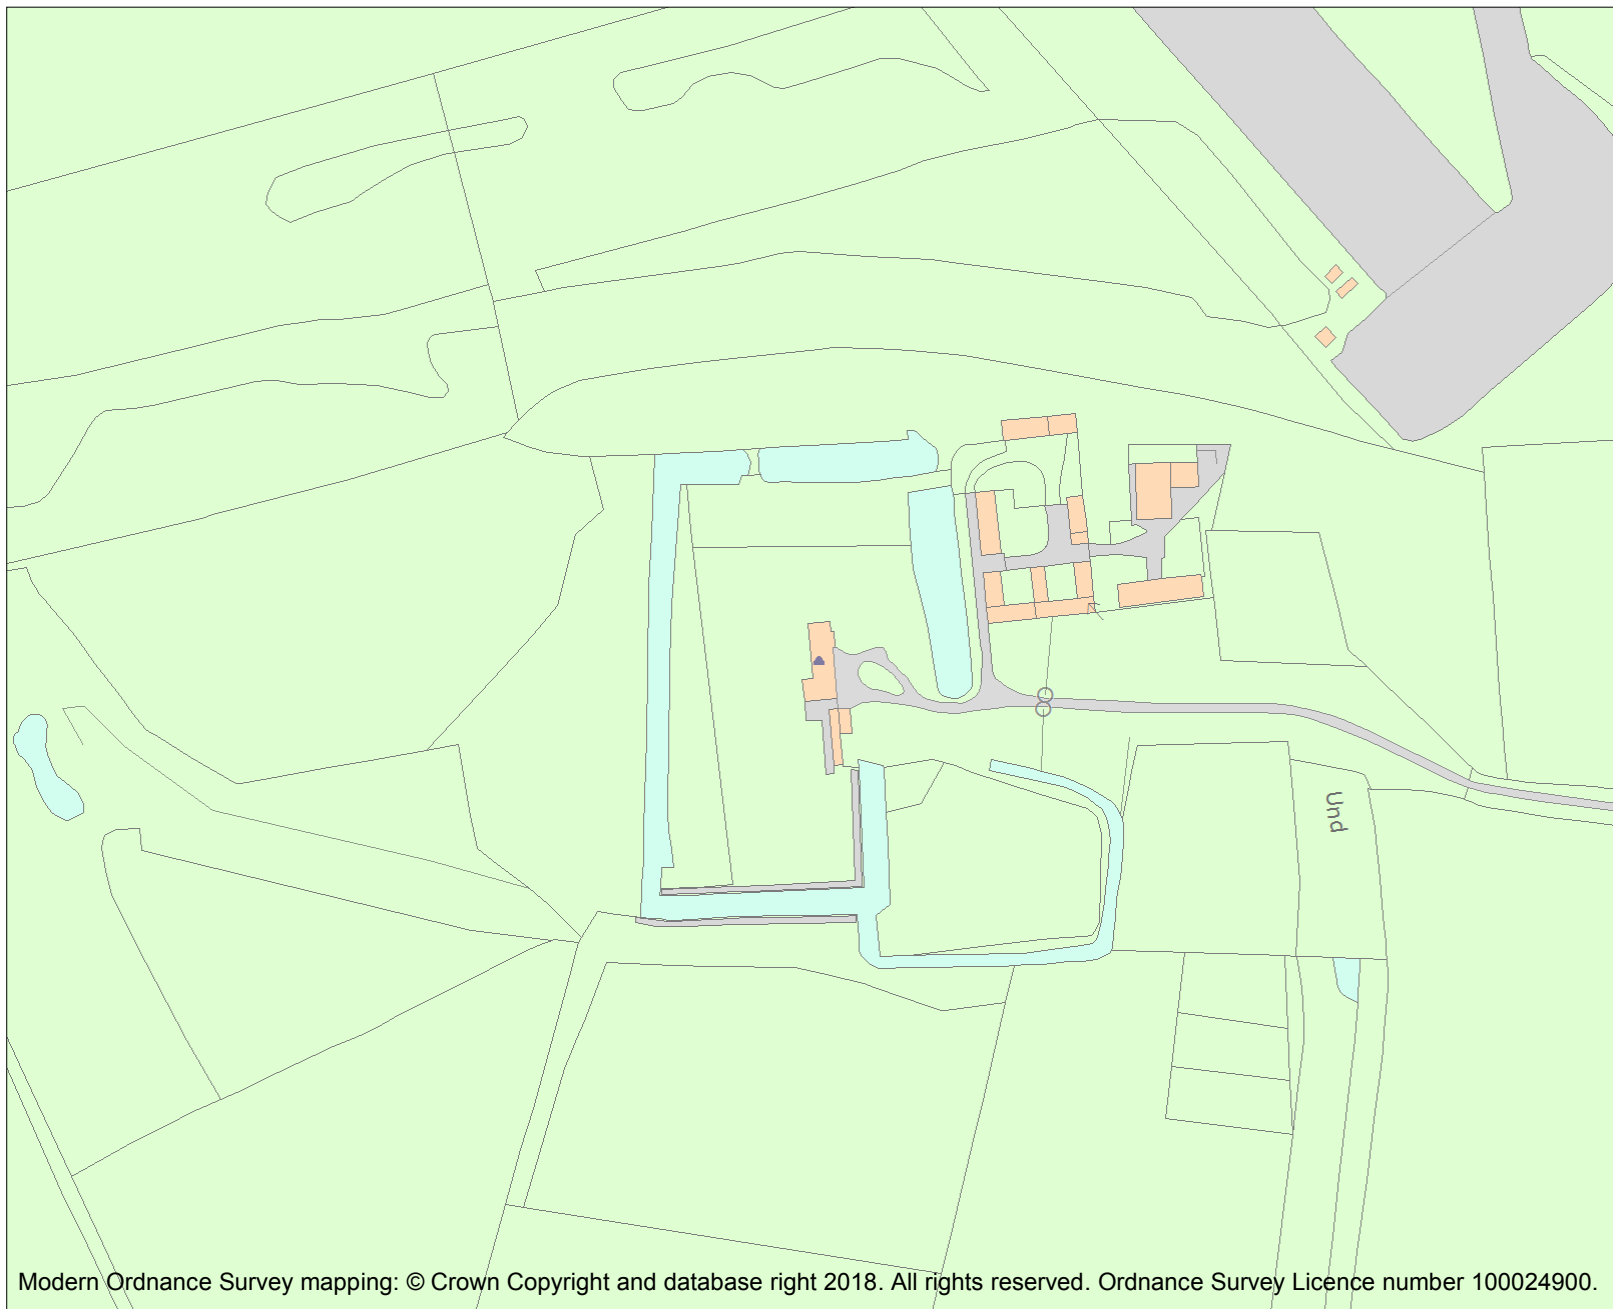 Und
Modern Ordnance Survey mapping: © Crown Copyright and database right 2018. All rights reserved. Ordnance Survey Licence number 100024900.